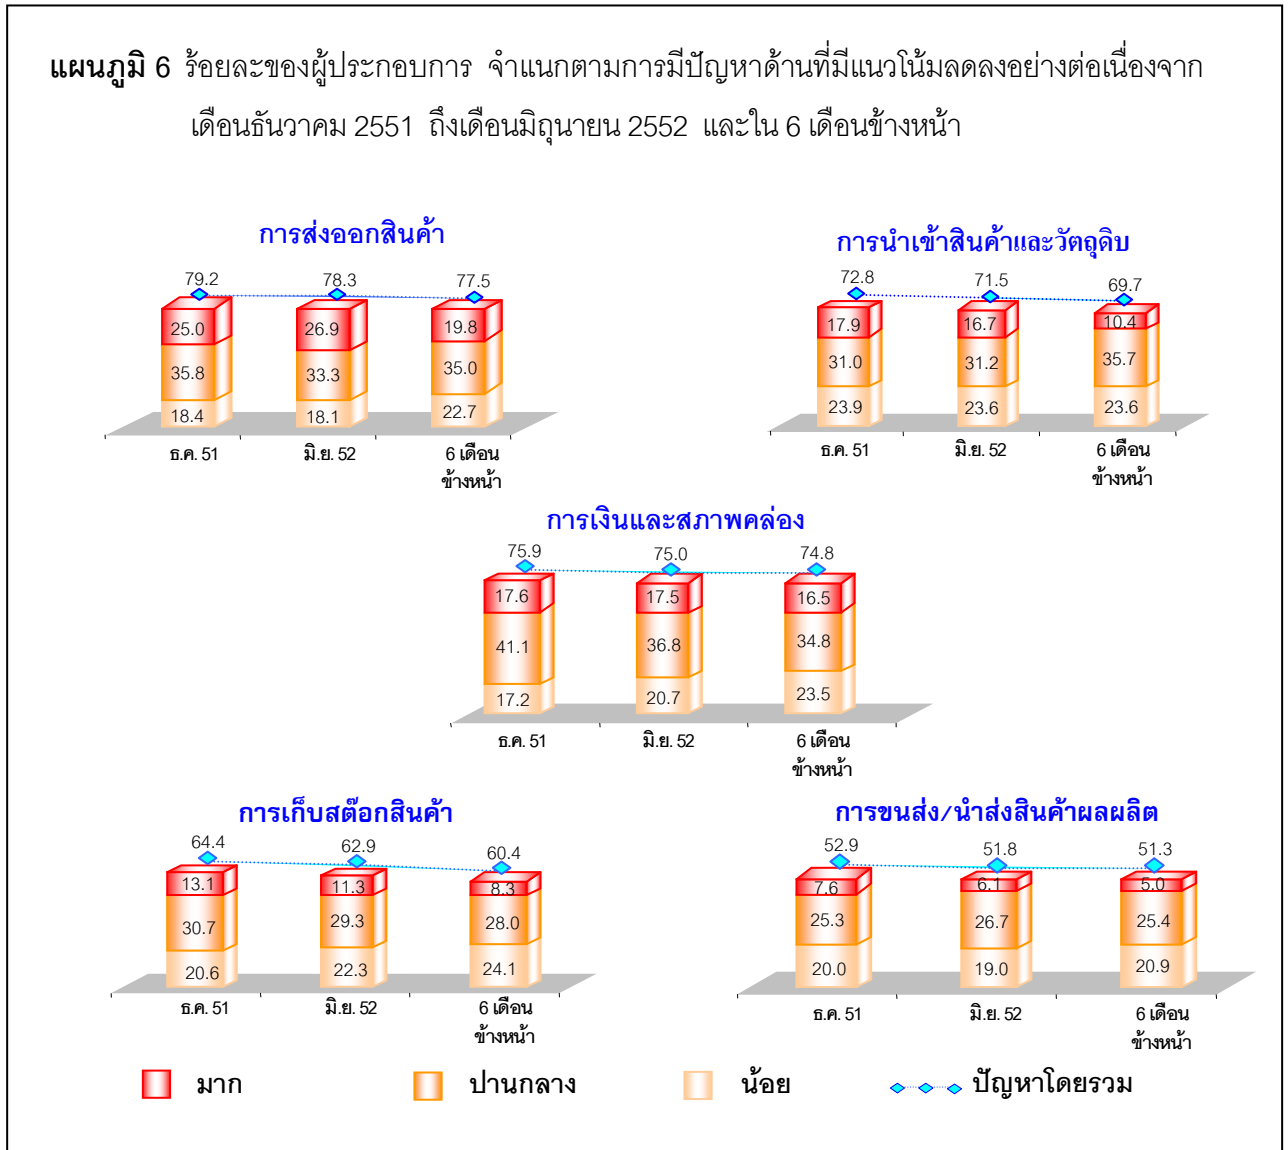 แผนภูมิ 6 ร้อยละของผู้ประกอบการ จำแนกตามการมีปัญหาด้านที่มีแนวโน้มลดลงอย่างต่อเนื่องจาก
เดือนธันวาคม 2551 ถึงเดือนมิถุนายน 2552 และใน 6 เดือนข้างหน้า
การส่งออกสินค้า
79.2 78.3 77.5
25.0 26.9 19.8
35.8 33.3 35.0
18.4 18.1 22.7
ธ.ค. 51 มิ.ย. 52 6 เดือน
ข้างหน้า
การนำเข้าสินค้าและวัตถุดิบ
72.8 71.5 69.7
17.9 16.7 10.4
31.0 31.2 35.7
23.9 23.6 23.6
ธ.ค. 51 มิ.ย. 52 6 เดือน
ข้างหน้า
การเงินและสภาพคล่อง
75.9 75.0 74.8
17.6 17.5 16.5
41.1 36.8 34.8
17.2 20.7 23.5
ธ.ค. 51 มิ.ย. 52 6 เดือน
ข้างหน้า
การเก็บสต๊อกสินค้า
64.4 62.9 60.4
13.1 11.3 8.3
30.7 29.3 28.0
20.6 22.3 24.1
ธ.ค. 51 มิ.ย. 52 6 เดือน
ข้างหน้า
การขนส่ง/นำส่งสินค้าผลผลิต
52.9 51.8 51.3
7.6 6.1 5.0
25.3 26.7 25.4
20.0 19.0 20.9
ธ.ค. 51 มิ.ย. 52 6 เดือน
ข้างหน้า
มาก ปานกลาง น้อย ปัญหาโดยรวม